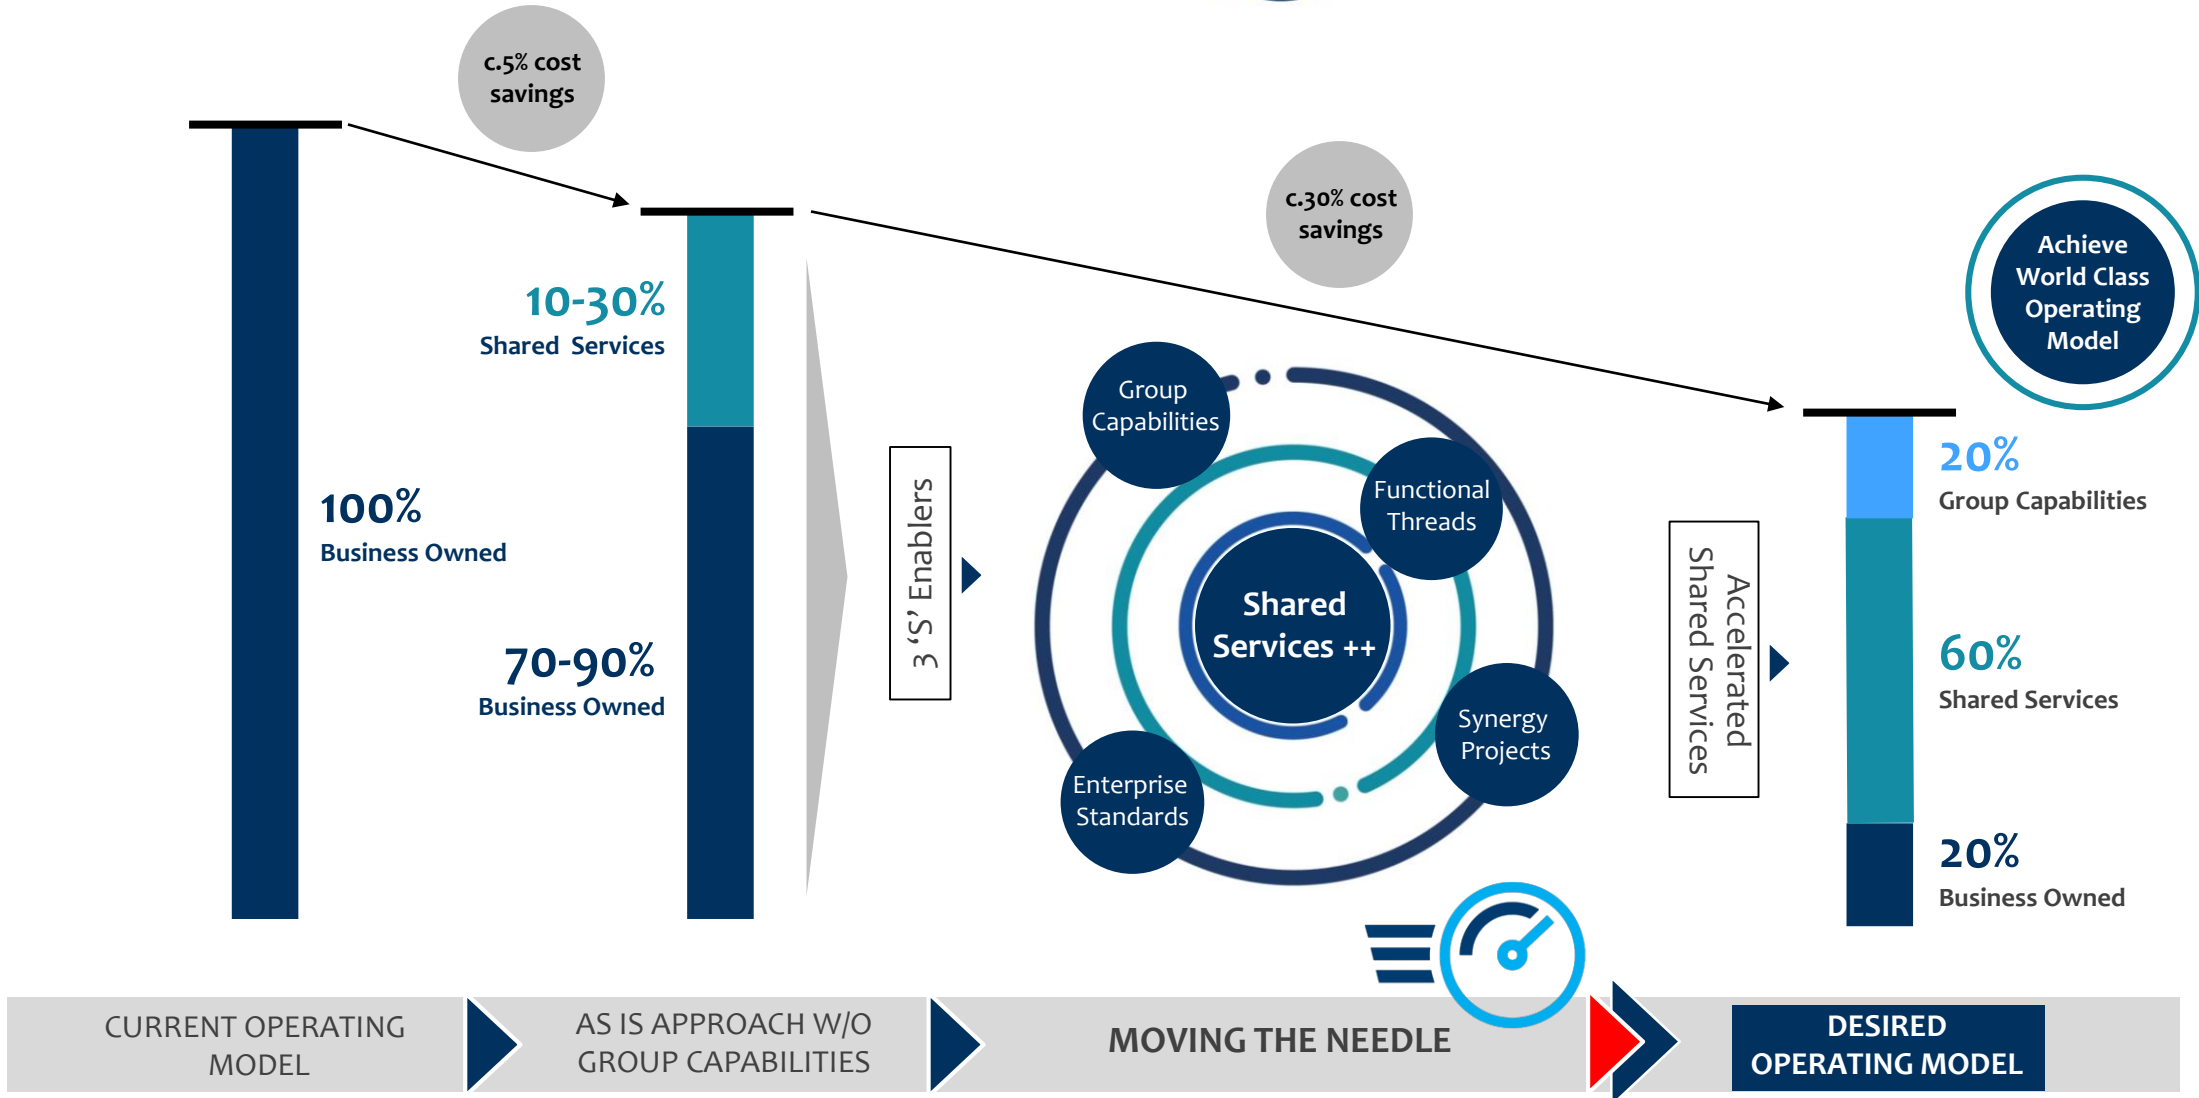 c.5% cost
savings
c.30% cost
savings
Achieve
World Class
Operating
Model
100%
Business Owned
10-30%
Shared Services
70-90%
Business Owned
3 ‘S’ Enablers
Group
Capabilities
Functional
Threads
Shared
Services ++
Synergy
Projects
Enterprise
Standards
Accelerated
Shared Services
20%
Group Capabilities
60%
Shared Services
20%
Business Owned
CURRENT OPERATING
MODEL
AS IS APPROACH W/O
GROUP CAPABILITIES
MOVING THE NEEDLE
DESIRED
OPERATING MODEL